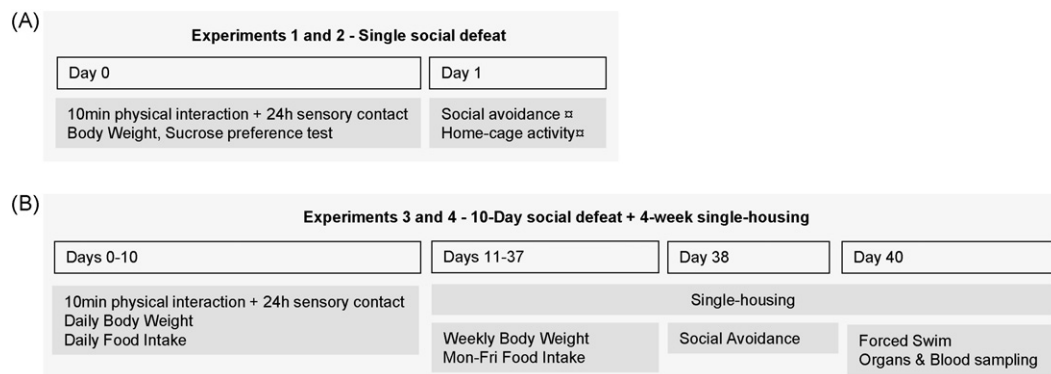 (A)
Experiments 1 and 2 - Single social defeat
Day 0
Day 1
10min physical interaction + 24h sensory contact
Body Weight, Sucrose preference test
Social avoidance ¤
Home-cage activity¤
(B)
Experiments 3 and 4 - 10-Day social defeat + 4-week single-housing
Days 0-10
Days 11-37
Day 38
Day 40
10min physical interaction + 24h sensory contact
Daily Body Weight
Daily Food Intake
Single-housing
Weekly Body Weight
Mon-Fri Food Intake
Social Avoidance
Forced Swim
Organs & Blood sampling